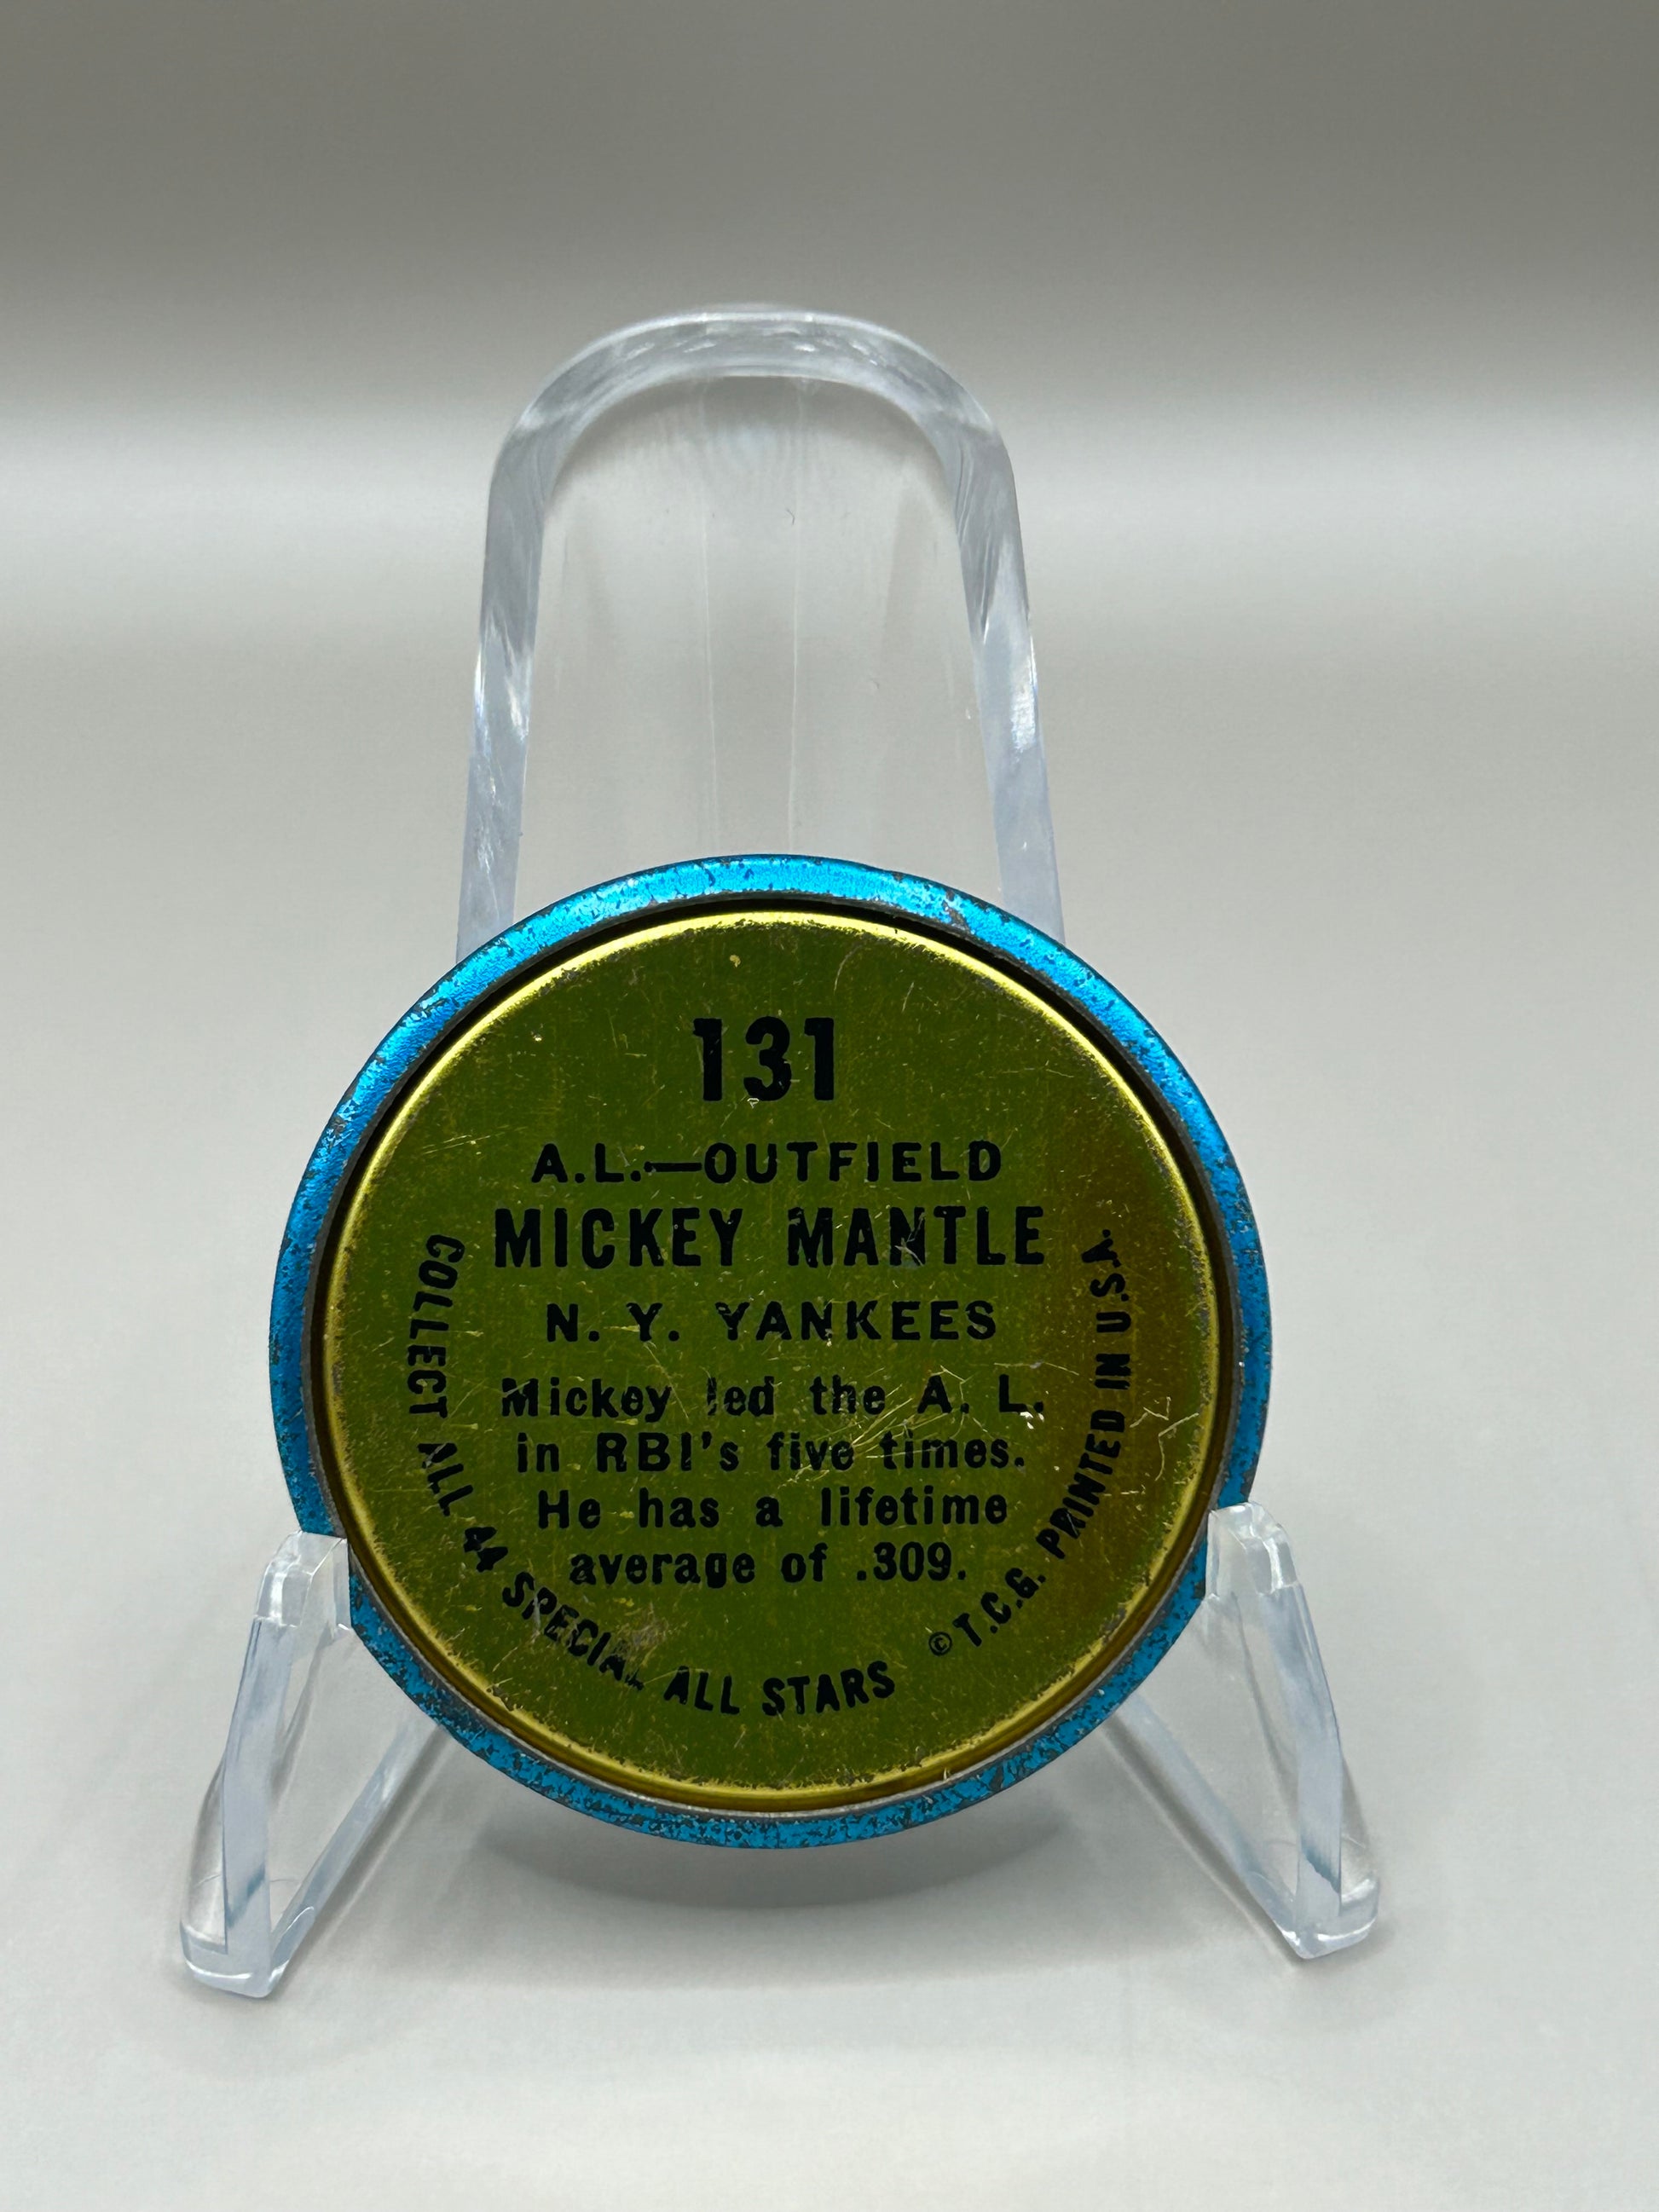 131
A.L.—OUTFIELD
MICKEY MANTLE
N. Y. YANKEES
Mickey led the A. L.
in RBI's five times.
He has a lifetime
average of .309.
COLLECT ALL 44 SPECIAL ALL STARS
© T.C.G. PRINTED IN U.S.A.